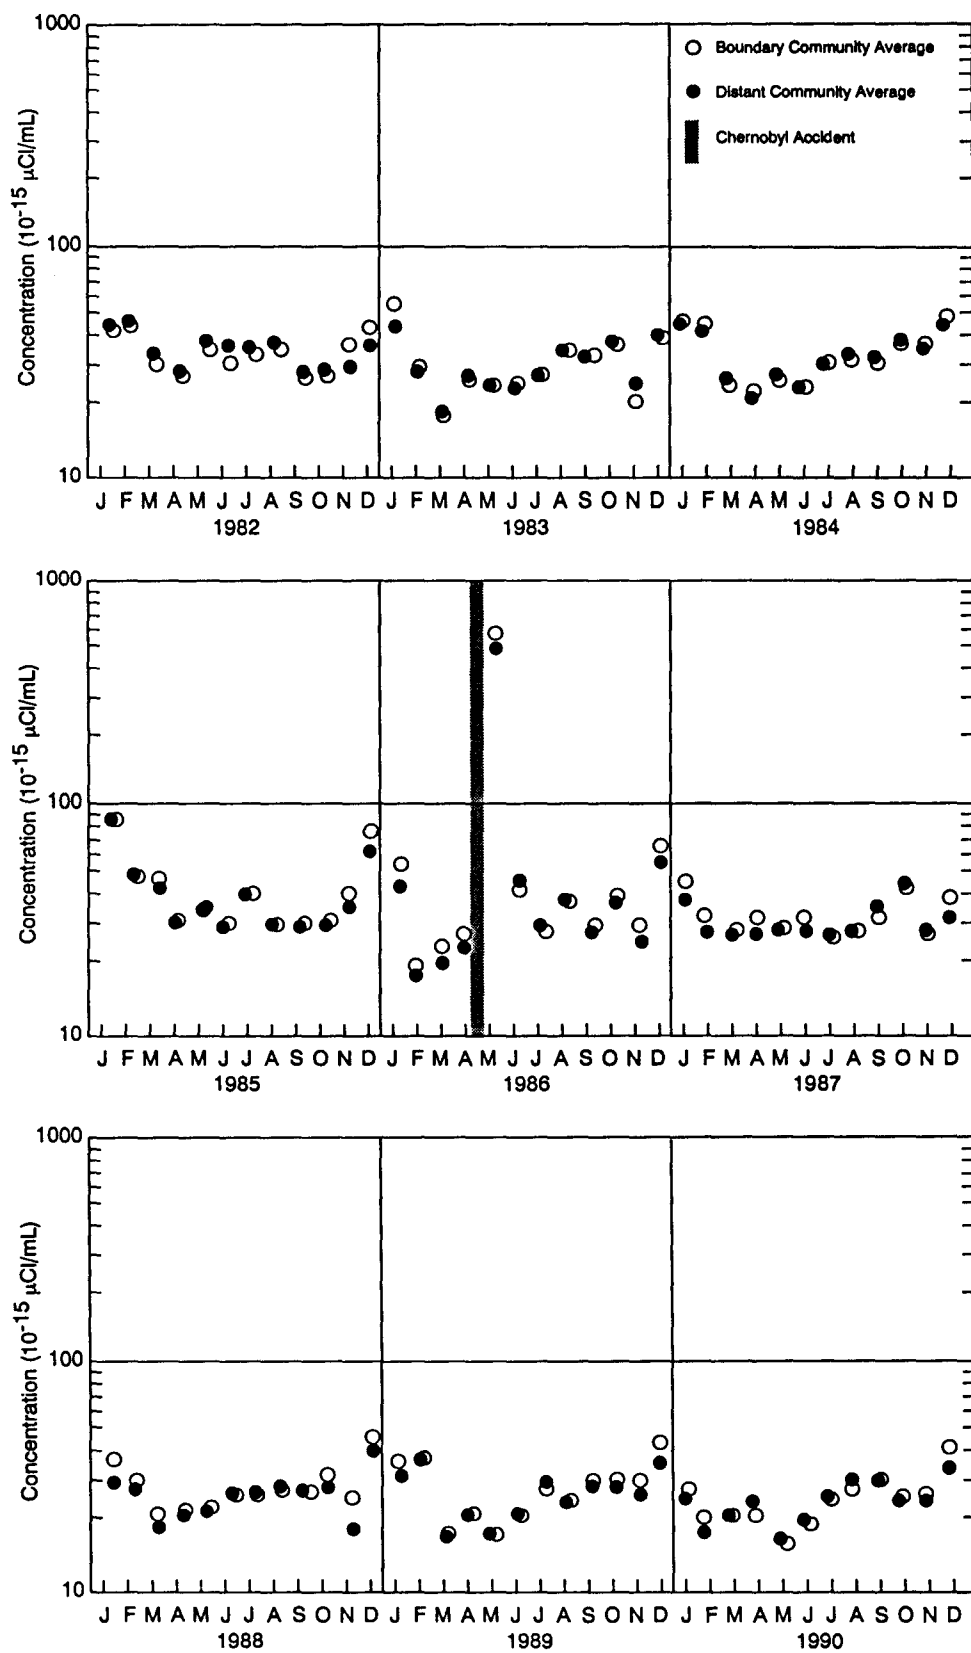 1000
○ Boundary Community Average
● Distant Community Average
Chernobyl Accident
Concentration (10-15 μCi/mL)
100
10
J F M A M J J A S O N D J F M A M J J A S O N D J F M A M J J A S O N D
1982 1983 1984
1000
Concentration (10-15 μCi/mL)
100
10
J F M A M J J A S O N D J F M A M J J A S O N D J F M A M J J A S O N D
1985 1986 1987
1000
Concentration (10-15 μCi/mL)
100
10
J F M A M J J A S O N D J F M A M J J A S O N D J F M A M J J A S O N D
1988 1989 1990